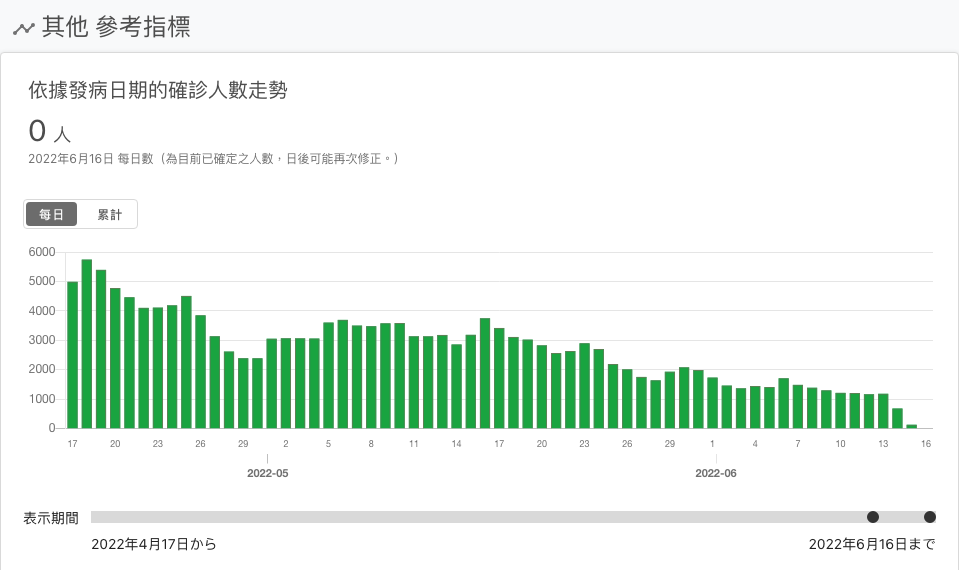 其他 參考指標
依據發病日期的確診人數走勢
0 人
2022年6月16日 每日數（為目前已確定之人數，日後可能再次修正。）
每日 累計
6000
5000
4000
3000
2000
1000
0
17 20 23 26 29 2 5 8 11 14 17 20 23 26 29 1 4 7 10 13 16
2022-05 2022-06
表示期間
2022年4月17日から 2022年6月16日まで